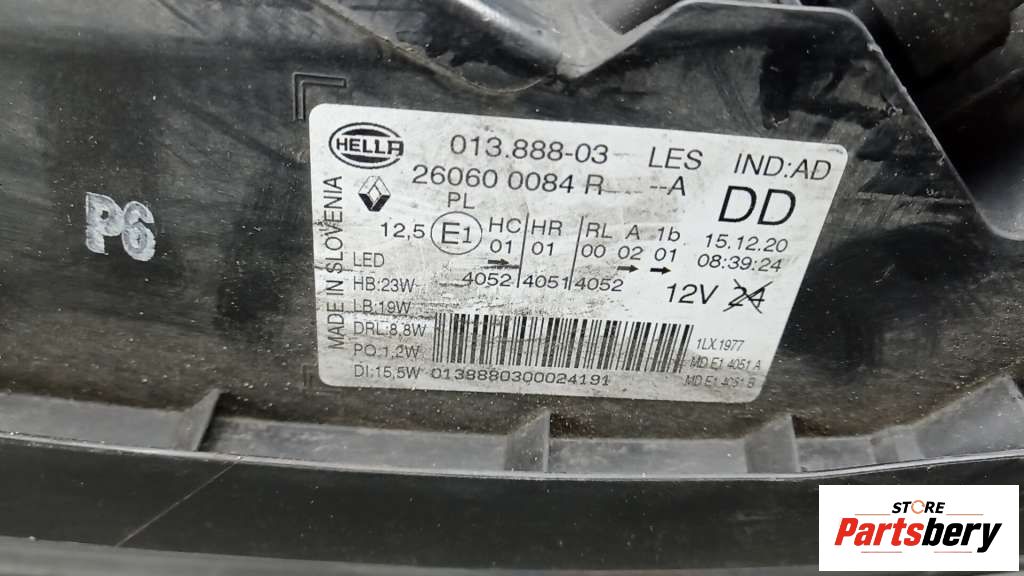 P6
HELLA
013.888-03 LES IND:AD
260600084R ---A
DD
PL
MADE IN SLOVENIA
12,5 E1 HC HR RL A 1b
01 01 00 02 01
15.12.20
08:39:24
LED
4052 4051 4052
12V 24
HB:23W
LB:19W
DRL:8,8W
PO:1,2W
DI:15,5W
0138880300024191
1LX 1977
MD E1 4051 A
MD E1 4051 B
STORE
Partsbery